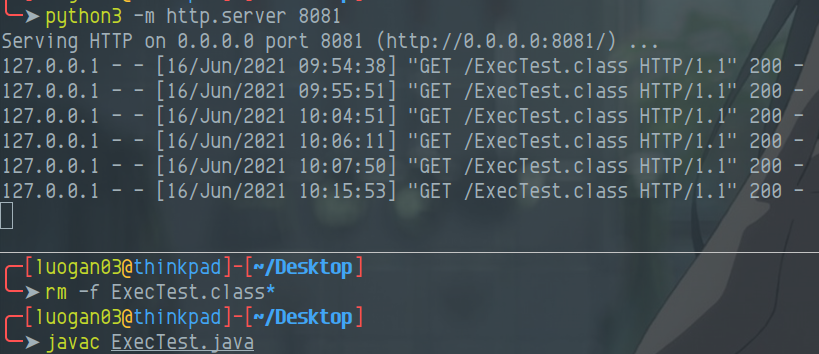 ➤ python3 -m http.server 8081
Serving HTTP on 0.0.0.0 port 8081 (http://0.0.0.0:8081/) ...
127.0.0.1 - - [16/Jun/2021 09:54:38] "GET /ExecTest.class HTTP/1.1" 200 -
127.0.0.1 - - [16/Jun/2021 09:55:51] "GET /ExecTest.class HTTP/1.1" 200 -
127.0.0.1 - - [16/Jun/2021 10:04:51] "GET /ExecTest.class HTTP/1.1" 200 -
127.0.0.1 - - [16/Jun/2021 10:06:11] "GET /ExecTest.class HTTP/1.1" 200 -
127.0.0.1 - - [16/Jun/2021 10:07:50] "GET /ExecTest.class HTTP/1.1" 200 -
127.0.0.1 - - [16/Jun/2021 10:15:53] "GET /ExecTest.class HTTP/1.1" 200 -
[luogan03@thinkpad]-[~/Desktop]
➤ rm -f ExecTest.class*
[luogan03@thinkpad]-[~/Desktop]
➤ javac ExecTest.java